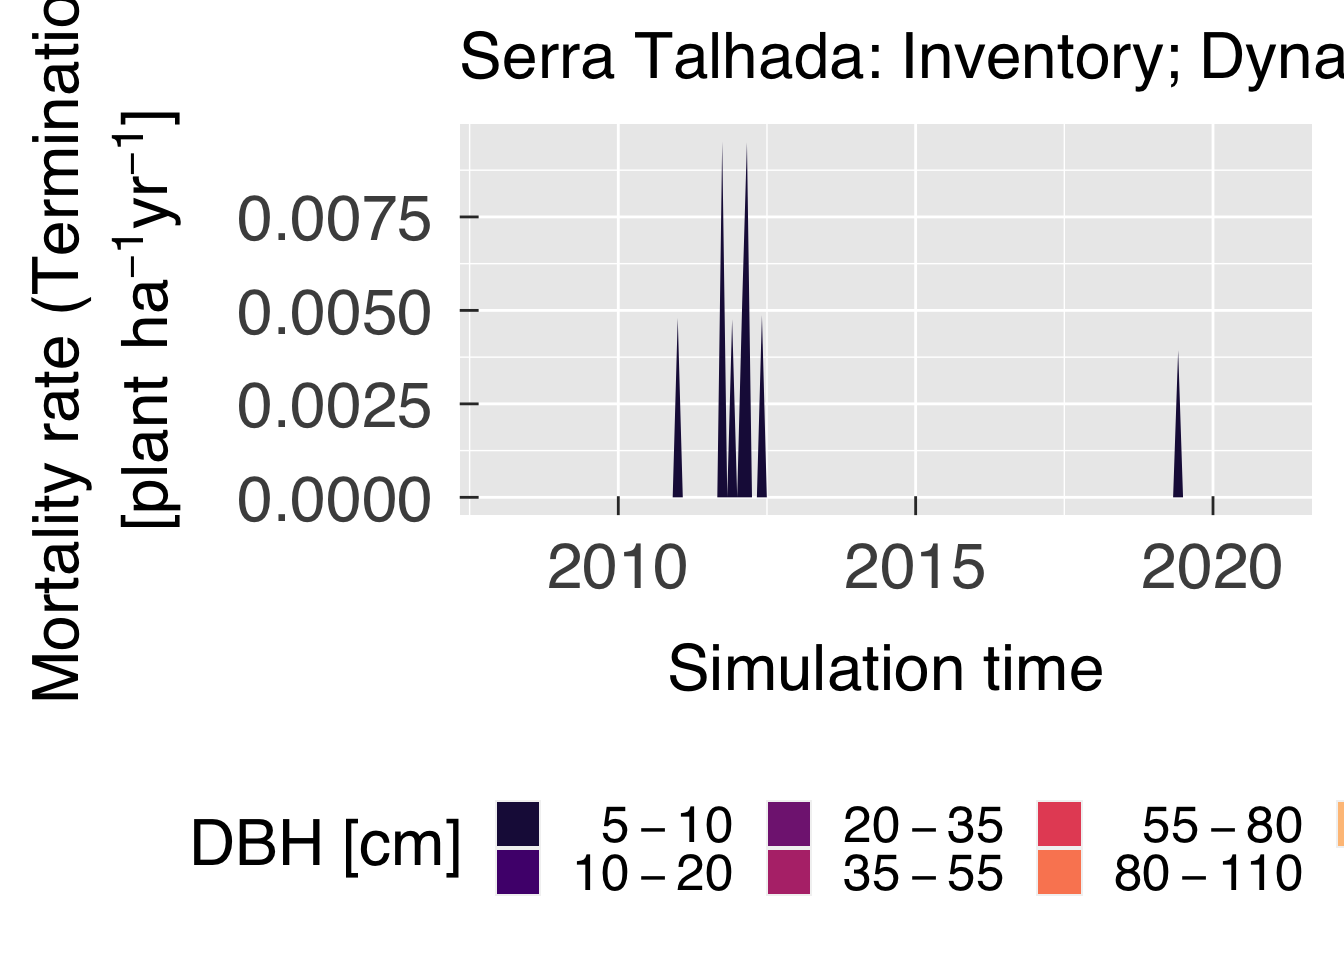 Serra Talhada: Inventory; Dyna
Mortality rate (Terminatio
[plant ha⁻¹yr⁻¹]
0.0075
0.0050
0.0025
0.0000
2010 2015 2020
Simulation time
DBH [cm]
5 – 10 20 – 35 55 – 80
10 – 20 35 – 55 80 – 110